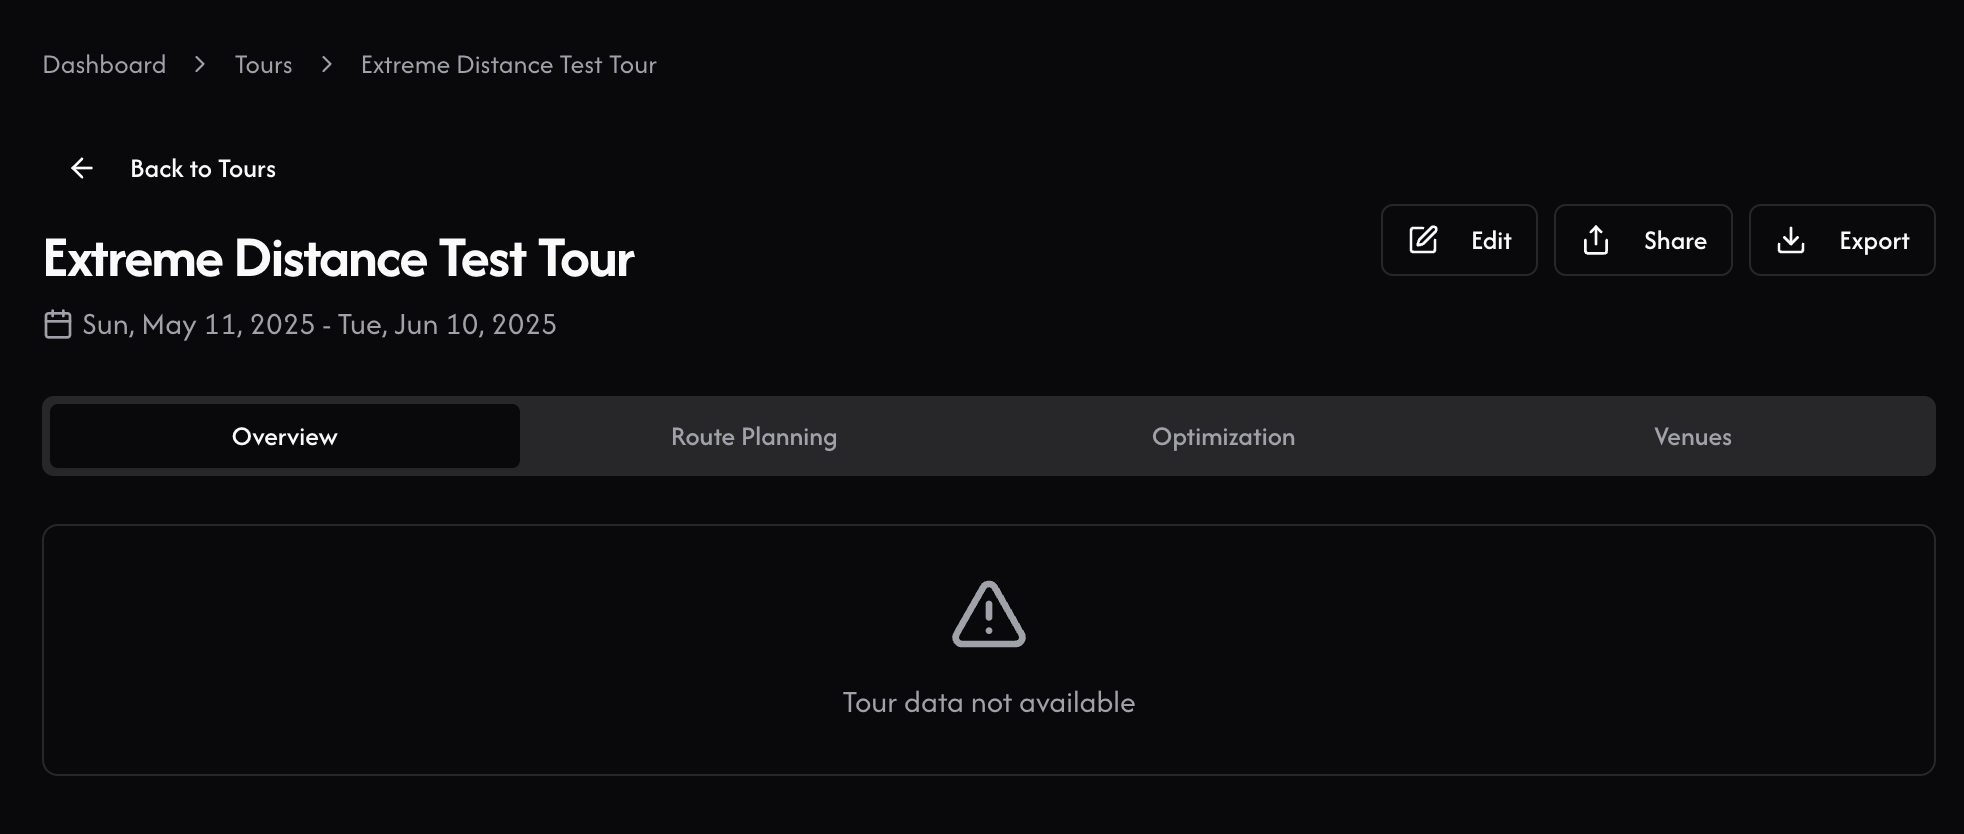 Dashboard > Tours > Extreme Distance Test Tour
Back to Tours
Extreme Distance Test Tour
Edit
Share
Export
Sun, May 11, 2025 - Tue, Jun 10, 2025
Overview
Route Planning
Optimization
Venues
Tour data not available